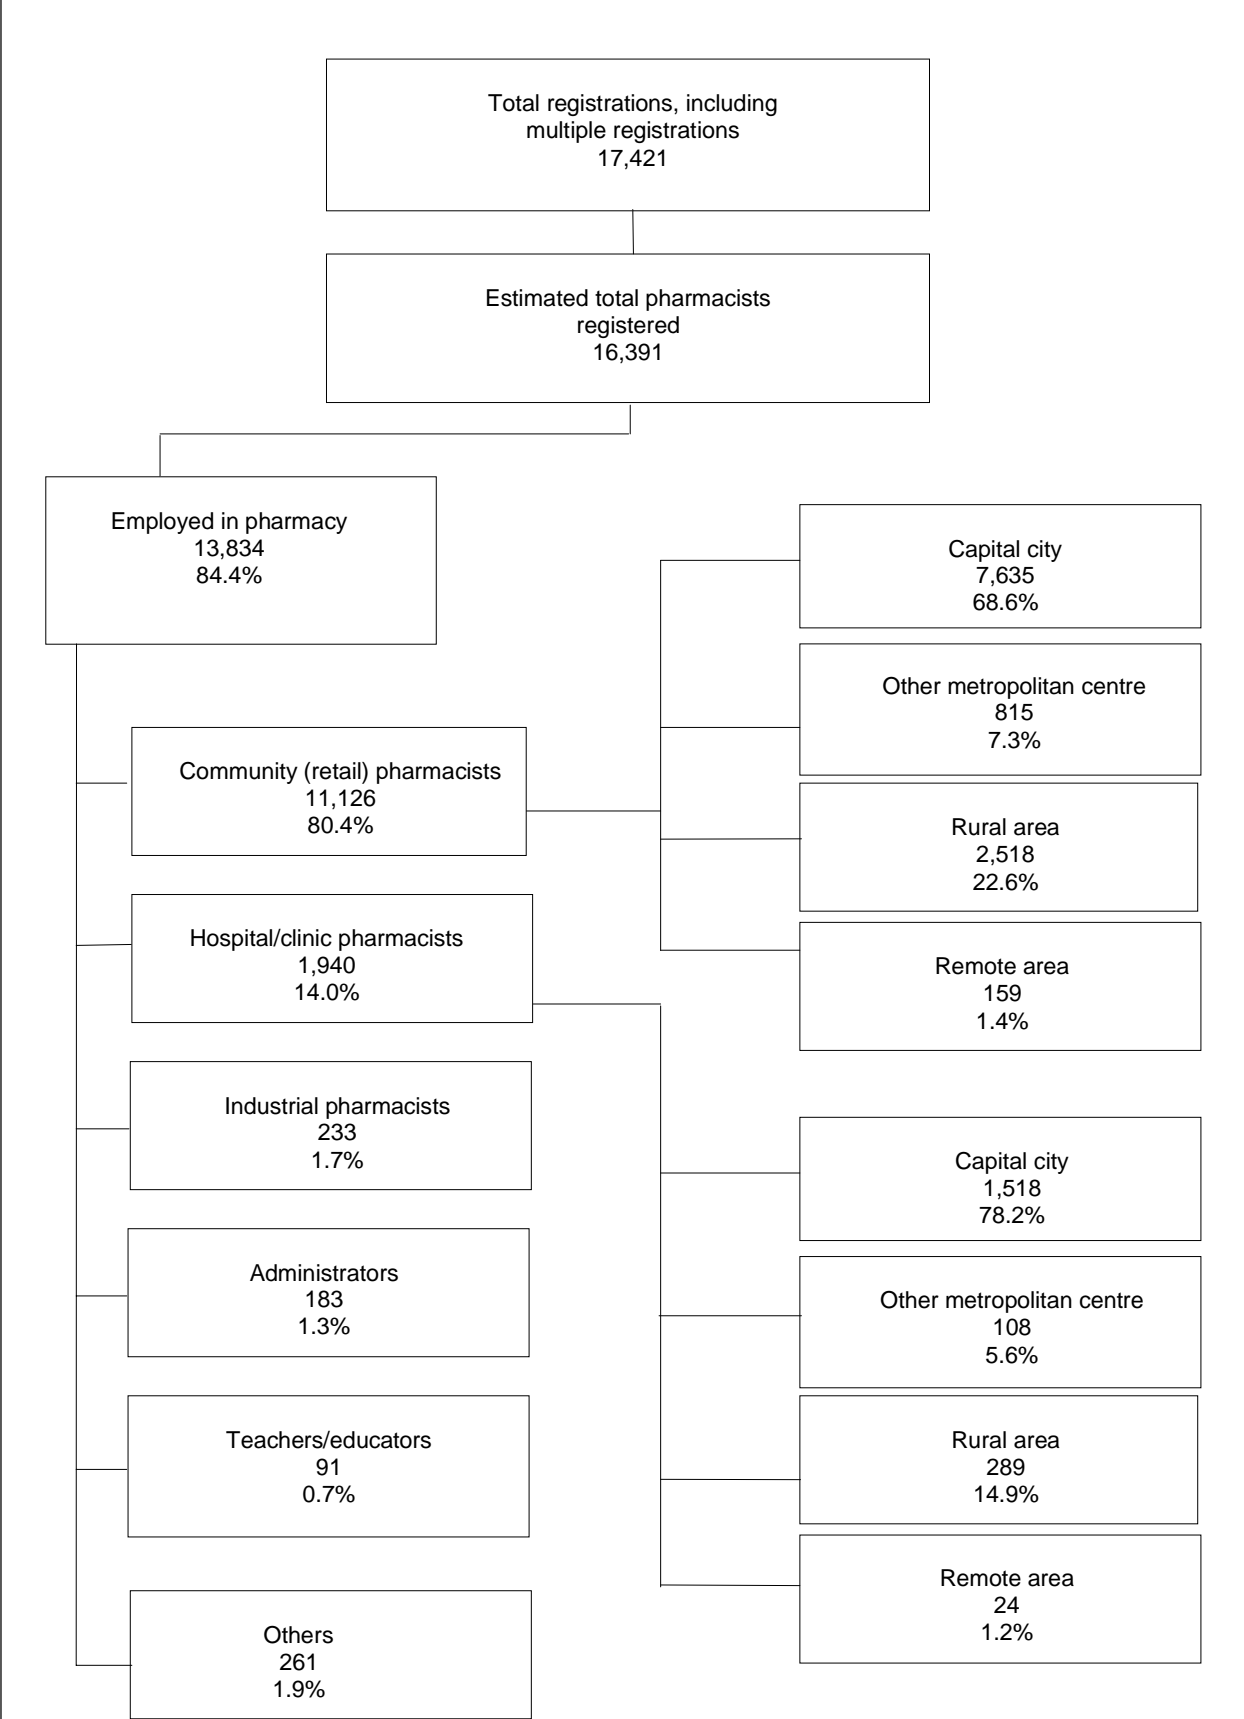 Total registrations, including
multiple registrations
17,421
Estimated total pharmacists
registered
16,391
Employed in pharmacy
13,834
84.4%
Community (retail) pharmacists
11,126
80.4%
Hospital/clinic pharmacists
1,940
14.0%
Industrial pharmacists
233
1.7%
Administrators
183
1.3%
Teachers/educators
91
0.7%
Others
261
1.9%
Capital city
7,635
68.6%
Other metropolitan centre
815
7.3%
Rural area
2,518
22.6%
Remote area
159
1.4%
Capital city
1,518
78.2%
Other metropolitan centre
108
5.6%
Rural area
289
14.9%
Remote area
24
1.2%